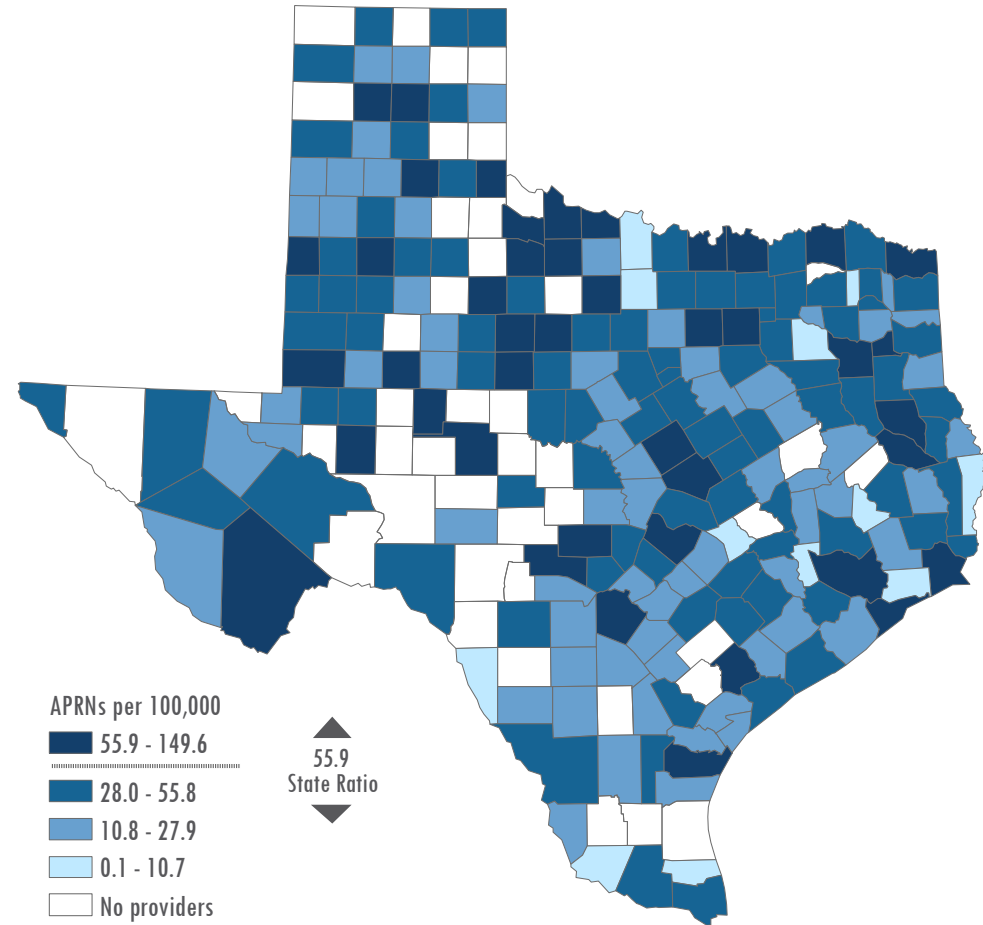 APRNs per 100,000
55.9 - 149.6
28.0 - 55.8
10.8 - 27.9
0.1 - 10.7
No providers
55.9
State Ratio